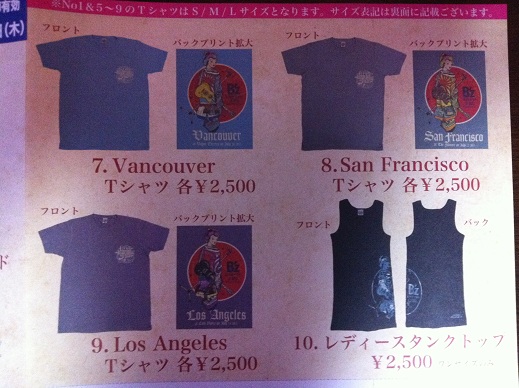 ※No1＆5～9のTシャツはS／M／Lサイズとなります。サイズ表記は裏面に記載ございます。
有効
(木)
フロント
バックプリント拡大
B'z
Vancouver
7. Vancouver
Tシャツ 各￥2,500
フロント
バックプリント拡大
B'z
San Francisco
8. San Francisco
Tシャツ 各￥2,500
フロント
バックプリント拡大
B'z
Los Angeles
9. Los Angeles
Tシャツ 各￥2,500
フロント
バック
10. レディースタンクトップ
￥2,500
ド